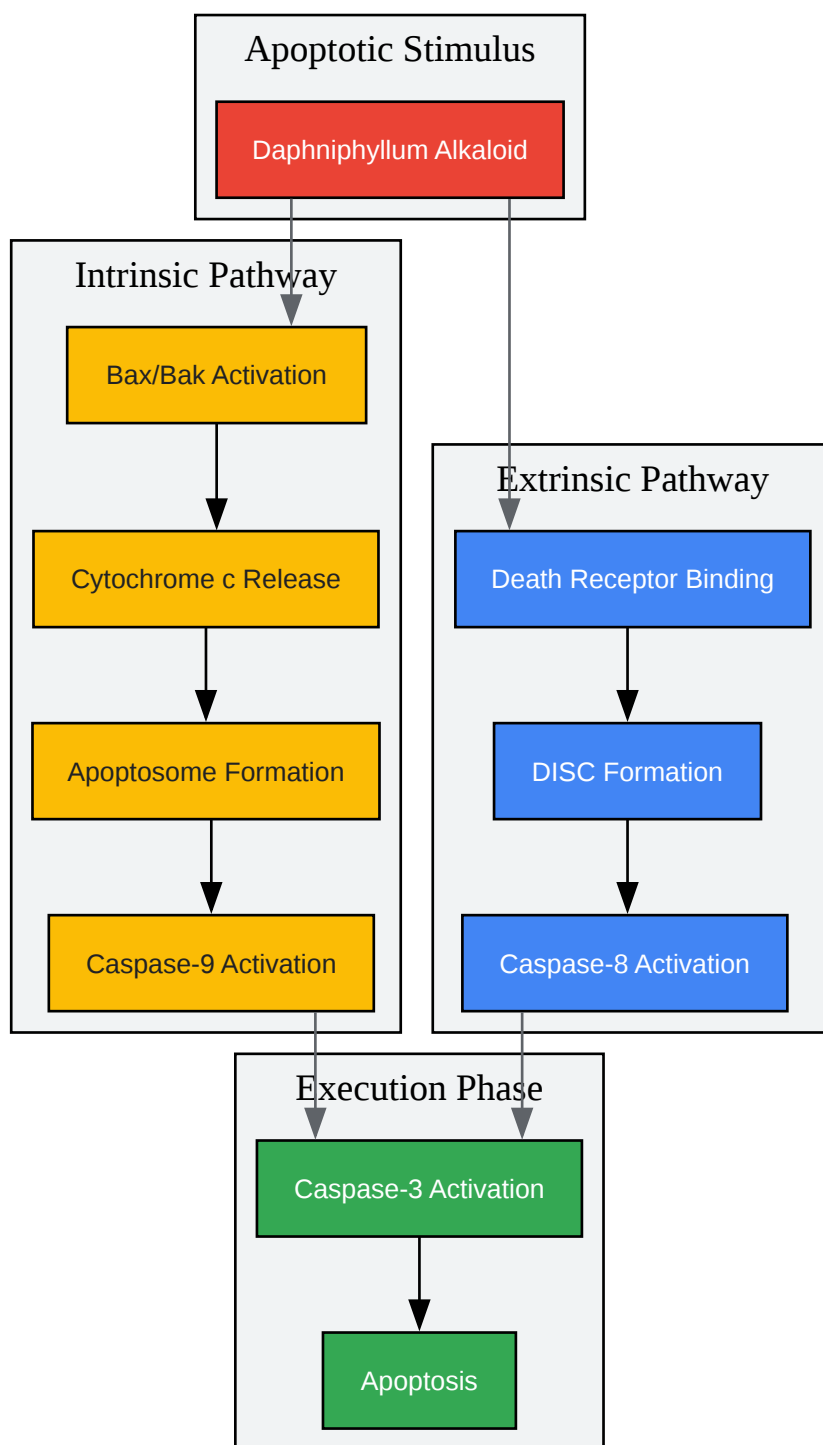 Apoptotic Stimulus
Daphniphyllum Alkaloid
Intrinsic Pathway
Bax/Bak Activation
Cytochrome c Release
Apoptosome Formation
Caspase-9 Activation
Extrinsic Pathway
Death Receptor Binding
DISC Formation
Caspase-8 Activation
Execution Phase
Caspase-3 Activation
Apoptosis